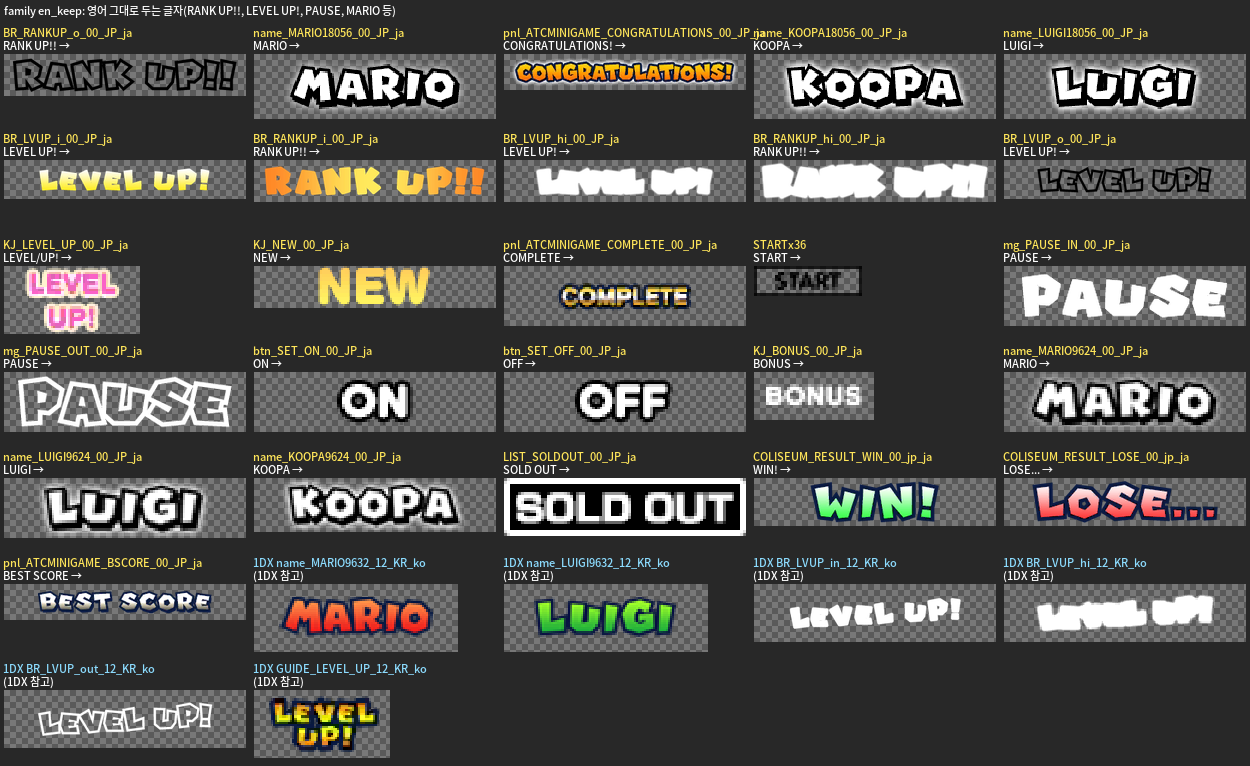 family en_keep: 영어 그대로 두는 글자(RANK UP!!, LEVEL UP!, PAUSE, MARIO 등)
BR_RANKUP_o_00_JP_ja
RANK UP!! →
RANK UP!!
name_MARIO18056_00_JP_ja
MARIO →
MARIO
pnl_ATCMINIGAME_CONGRATULATIONS_00_JP_ja
CONGRATULATIONS! →
CONGRATULATIONS!
name_KOOPA18056_00_JP_ja
KOOPA →
KOOPA
name_LUIGI18056_00_JP_ja
LUIGI →
LUIGI
BR_LVUP_i_00_JP_ja
LEVEL UP! →
LEVEL UP!
BR_RANKUP_i_00_JP_ja
RANK UP!! →
RANK UP!!
BR_LVUP_hi_00_JP_ja
LEVEL UP! →
LEVEL UP!
BR_RANKUP_hi_00_JP_ja
RANK UP!! →
RANK UP!!
BR_LVUP_o_00_JP_ja
LEVEL UP! →
LEVEL UP!
KJ_LEVEL_UP_00_JP_ja
LEVEL/UP! →
LEVEL
UP!
KJ_NEW_00_JP_ja
NEW →
NEW
pnl_ATCMINIGAME_COMPLETE_00_JP_ja
COMPLETE →
COMPLETE
STARTx36
START →
START
mg_PAUSE_IN_00_JP_ja
PAUSE →
PAUSE
mg_PAUSE_OUT_00_JP_ja
PAUSE →
PAUSE
btn_SET_ON_00_JP_ja
ON →
ON
btn_SET_OFF_00_JP_ja
OFF →
OFF
KJ_BONUS_00_JP_ja
BONUS →
BONUS
name_MARIO9624_00_JP_ja
MARIO →
MARIO
name_LUIGI9624_00_JP_ja
LUIGI →
LUIGI
name_KOOPA9624_00_JP_ja
KOOPA →
KOOPA
LIST_SOLDOUT_00_JP_ja
SOLD OUT →
SOLD OUT
COLISEUM_RESULT_WIN_00_jp_ja
WIN! →
WIN!
COLISEUM_RESULT_LOSE_00_jp_ja
LOSE... →
LOSE...
pnl_ATCMINIGAME_BSCORE_00_JP_ja
BEST SCORE →
BEST SCORE
1DX name_MARIO9632_12_KR_ko
(1DX 참고)
MARIO
1DX name_LUIGI9632_12_KR_ko
(1DX 참고)
LUIGI
1DX BR_LVUP_in_12_KR_ko
(1DX 참고)
LEVEL UP!
1DX BR_LVUP_hi_12_KR_ko
(1DX 참고)
LEVEL UP!
1DX BR_LVUP_out_12_KR_ko
(1DX 참고)
LEVEL UP!
1DX GUIDE_LEVEL_UP_12_KR_ko
(1DX 참고)
LEVEL
UP!